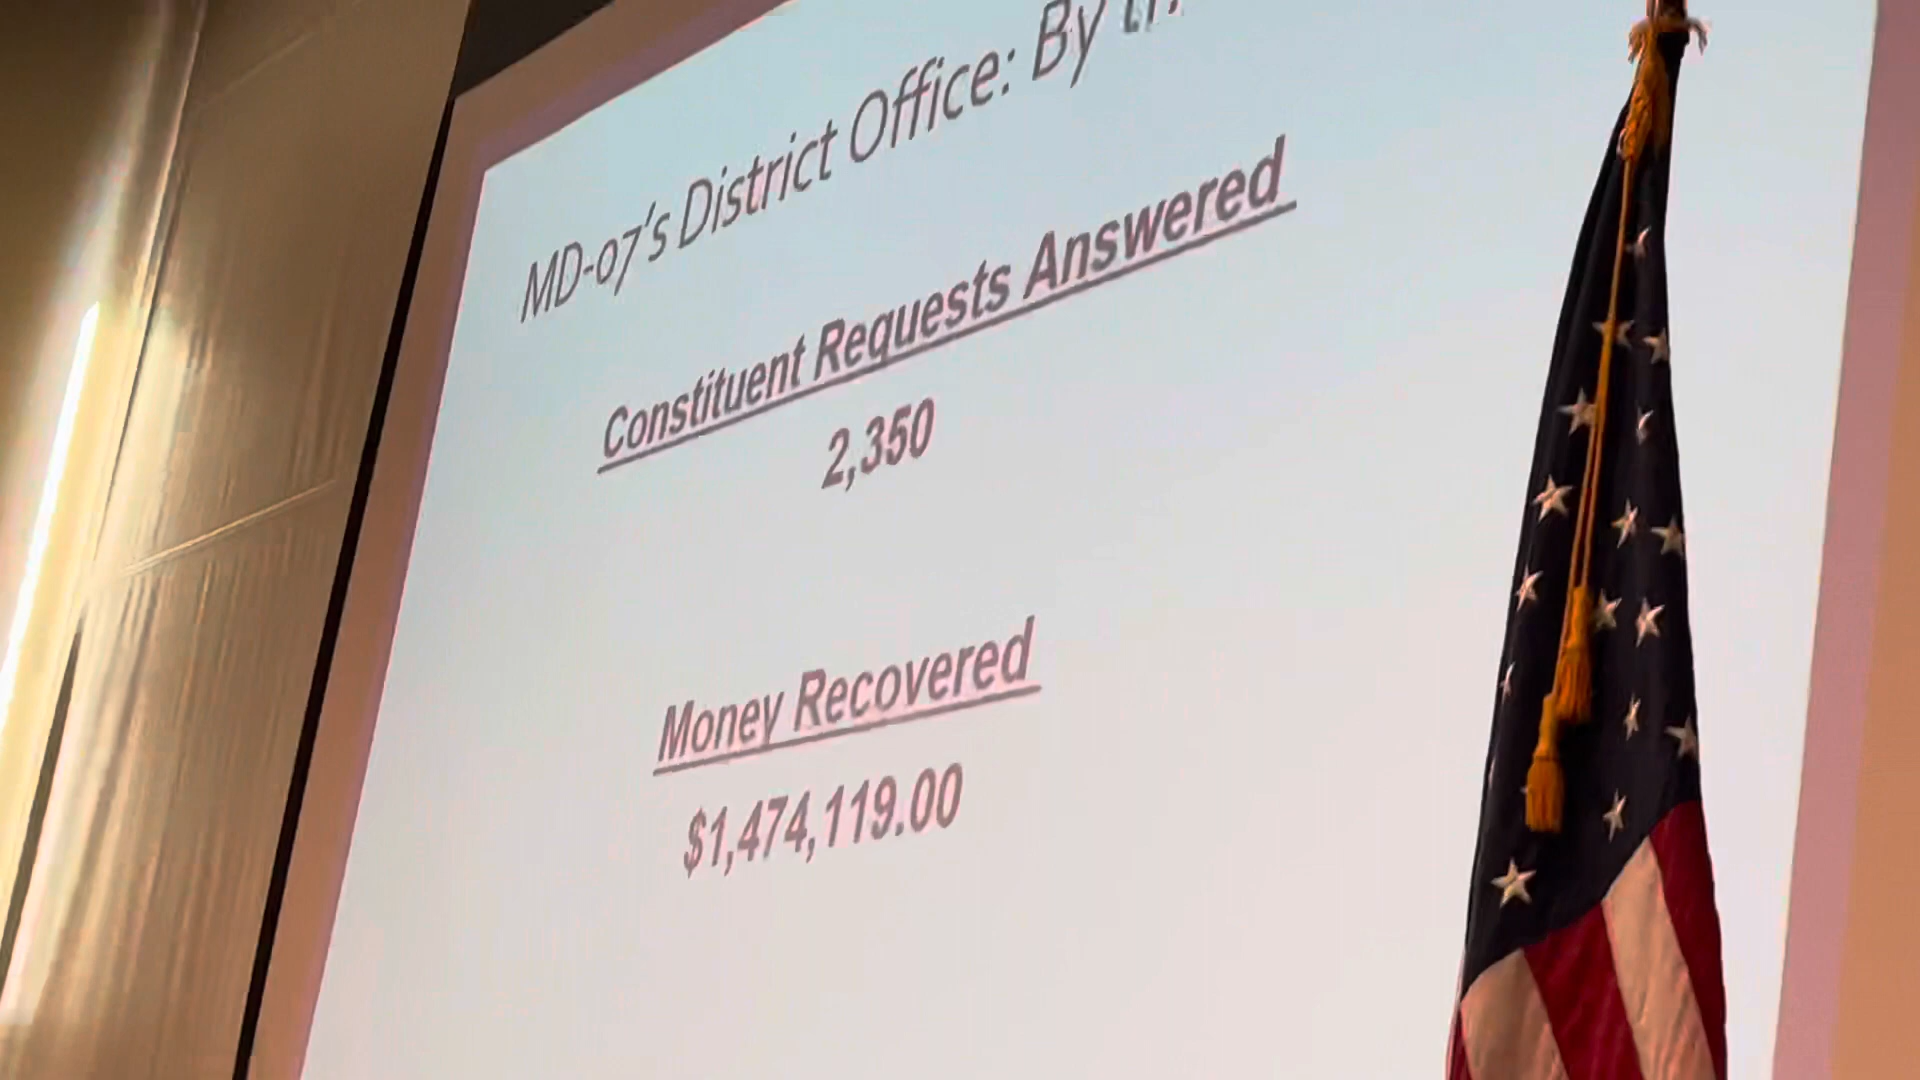 MD-07's District Office: By
Constituent Requests Answered
2,350
Money Recovered
$1,474,119.00